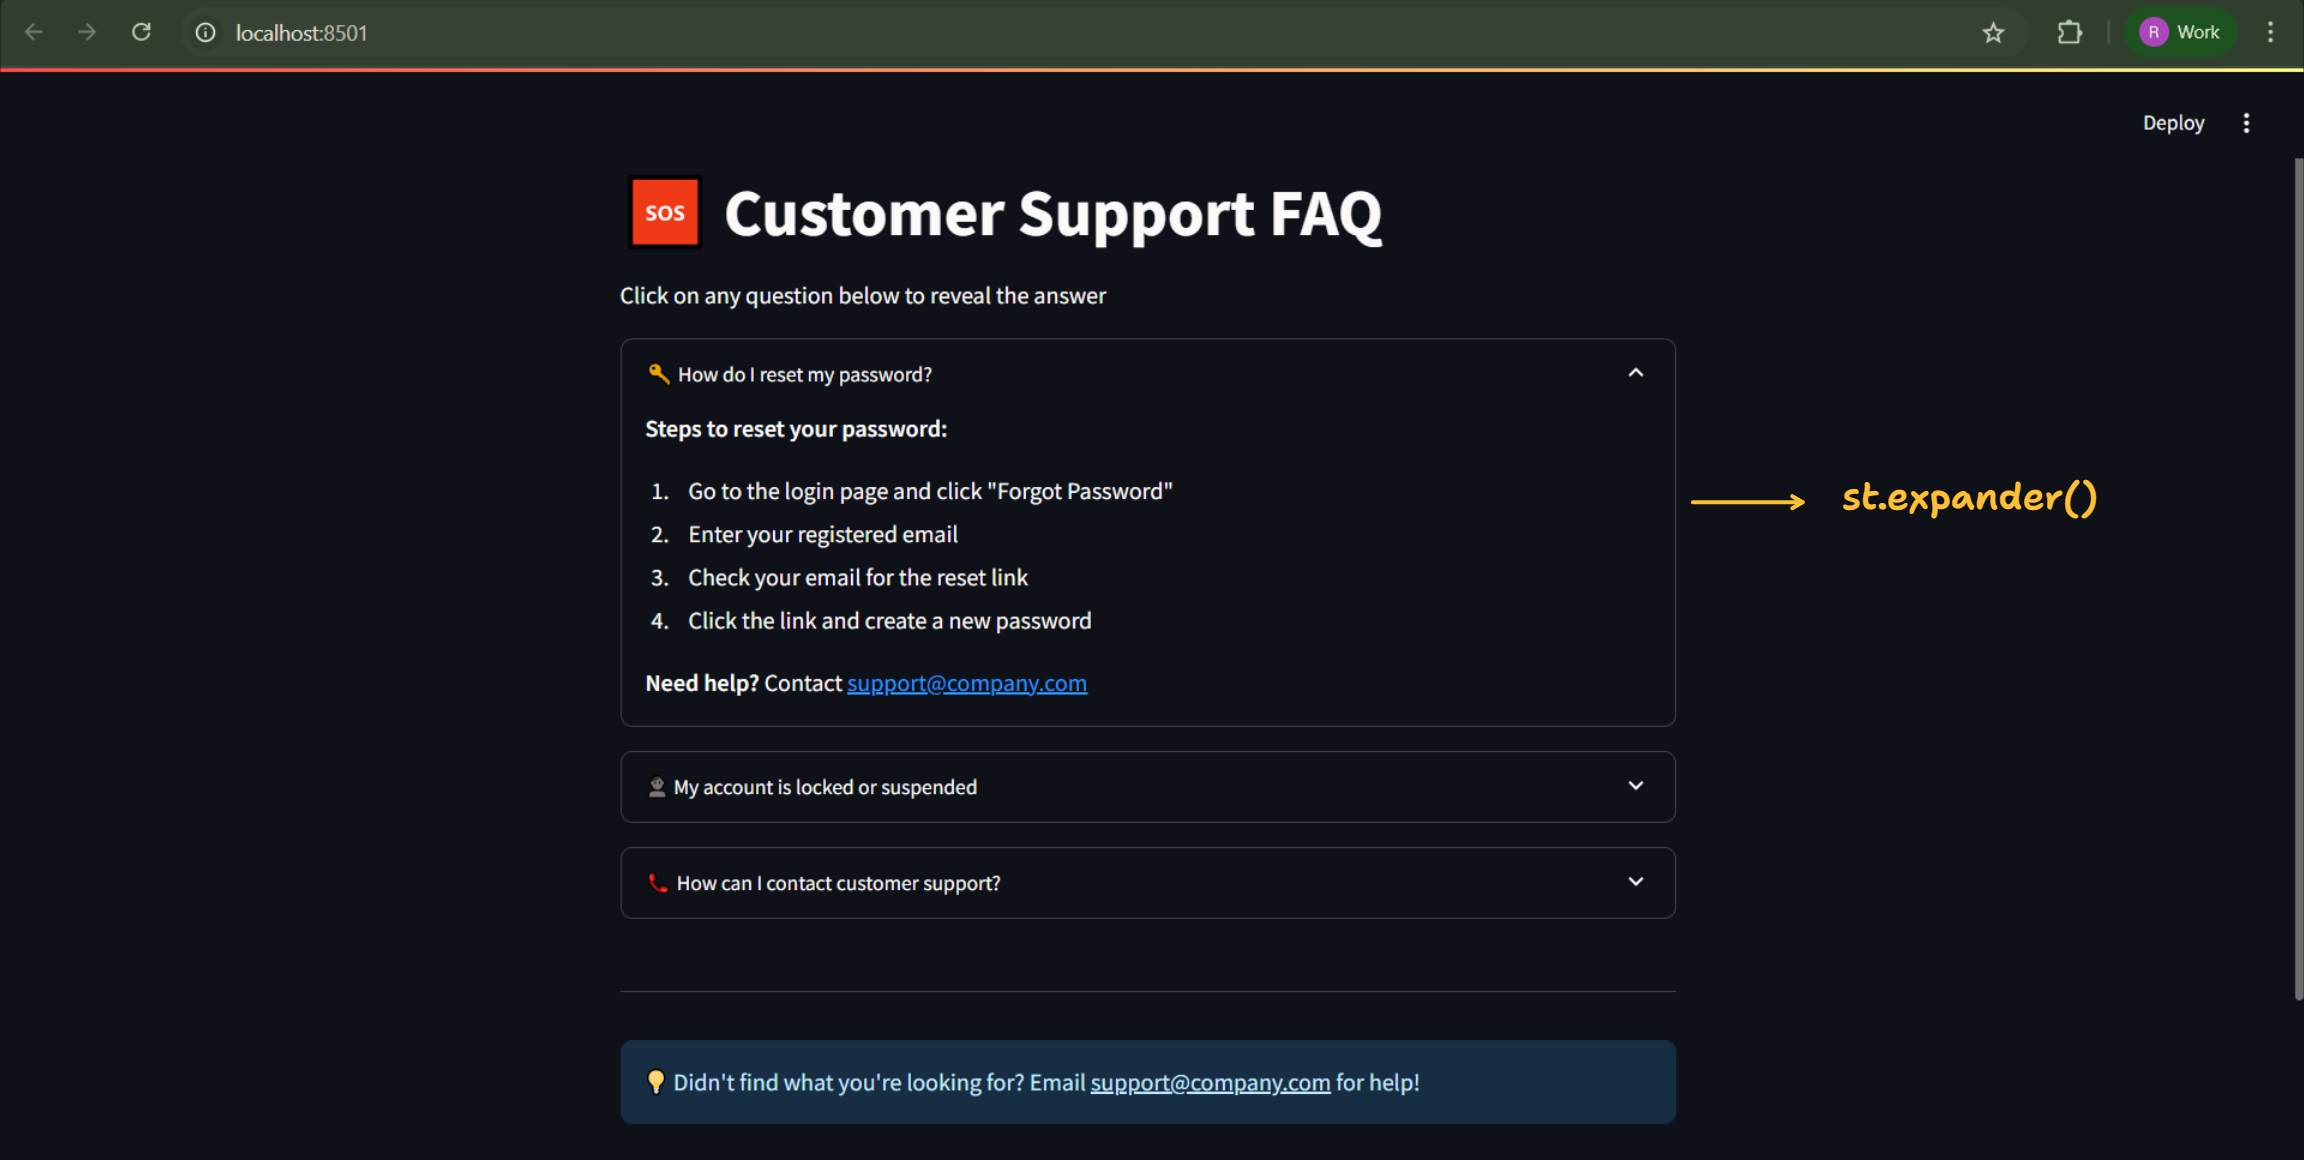 localhost:8501
R Work
Deploy
SOS Customer Support FAQ
Click on any question below to reveal the answer
How do I reset my password?
Steps to reset your password:
1. Go to the login page and click "Forgot Password"
2. Enter your registered email
3. Check your email for the reset link
4. Click the link and create a new password
Need help? Contact support@company.com
st.expander()
My account is locked or suspended
How can I contact customer support?
Didn't find what you're looking for? Email support@company.com for help!